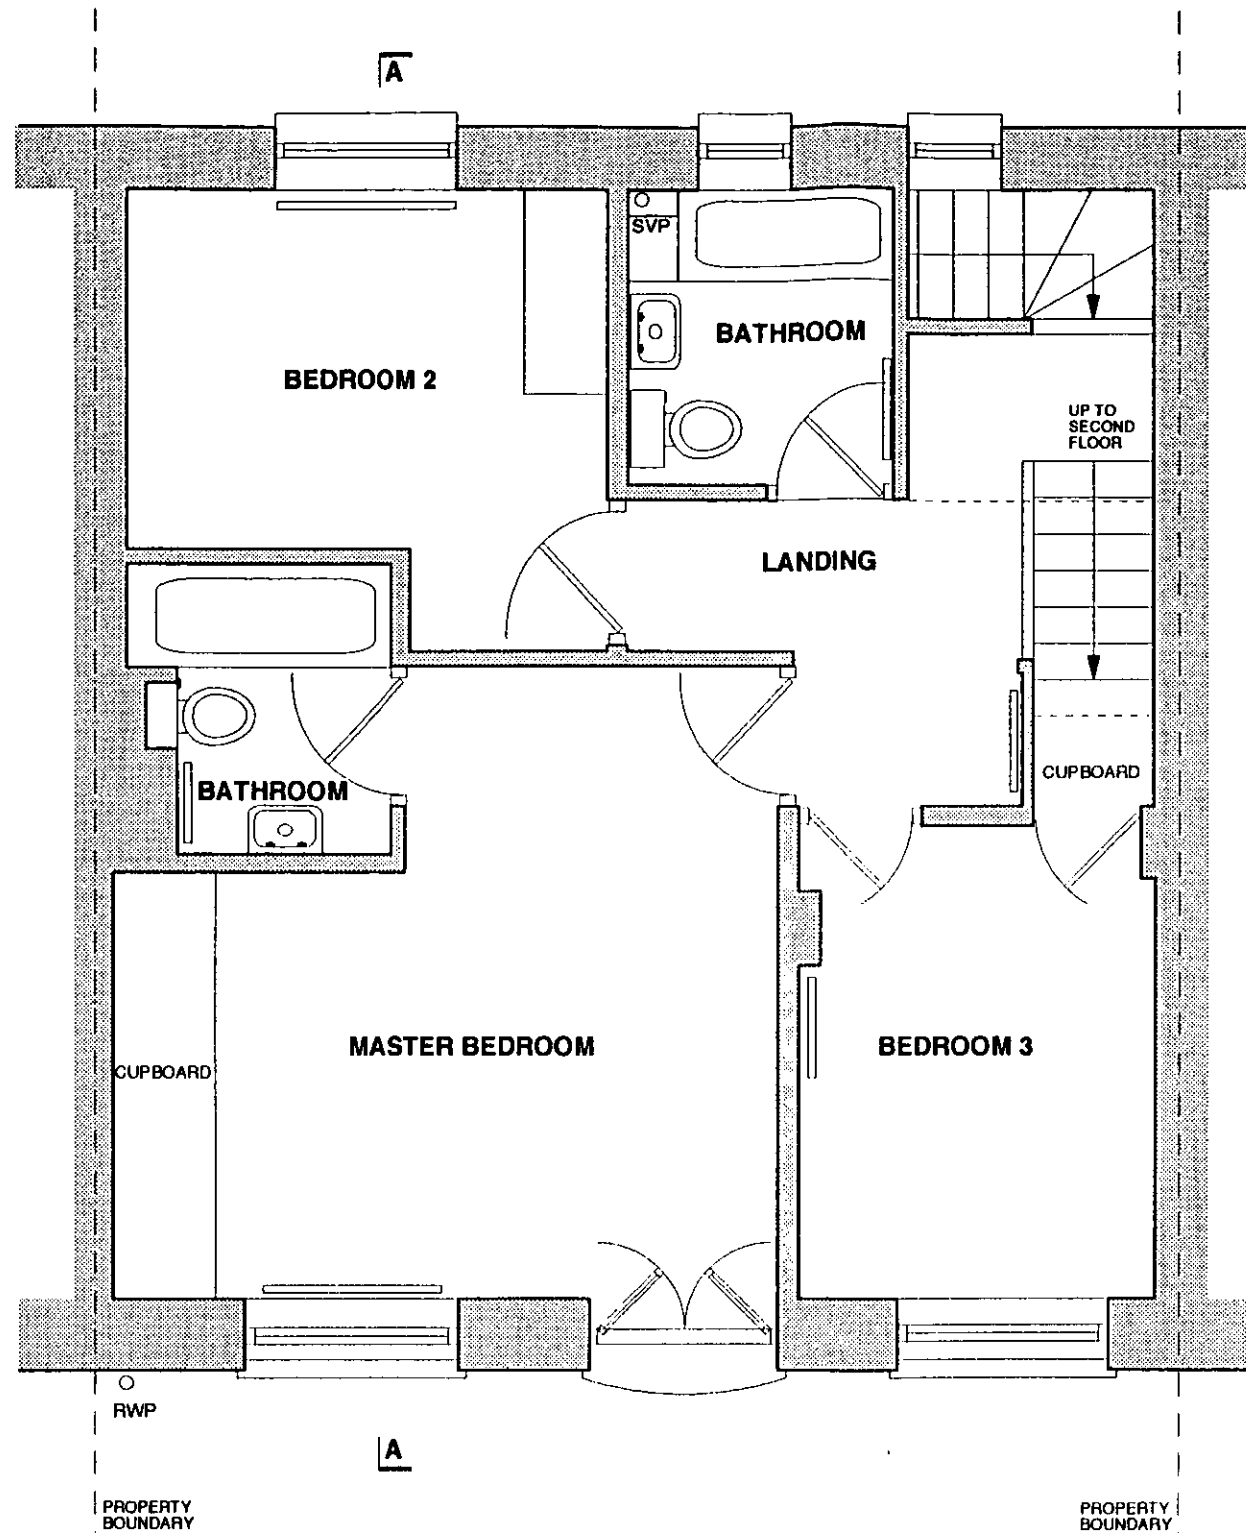 A
SVP
BATHROOM
BEDROOM 2
UP TO
SECOND
FLOOR
LANDING
CUPBOARD
BATHROOM
MASTER BEDROOM
BEDROOM 3
CUPBOARD
RWP
A
PROPERTY
BOUNDARY
PROPERTY
BOUNDARY